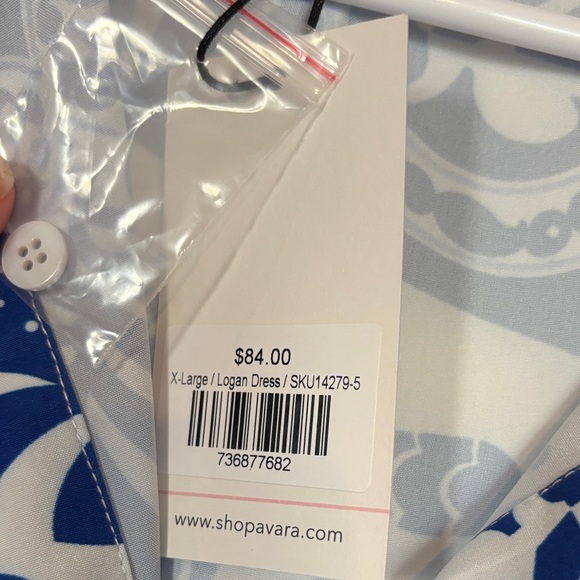 $84.00
X-Large / Logan Dress / SKU14279-5
736877682
www.shopavara.com